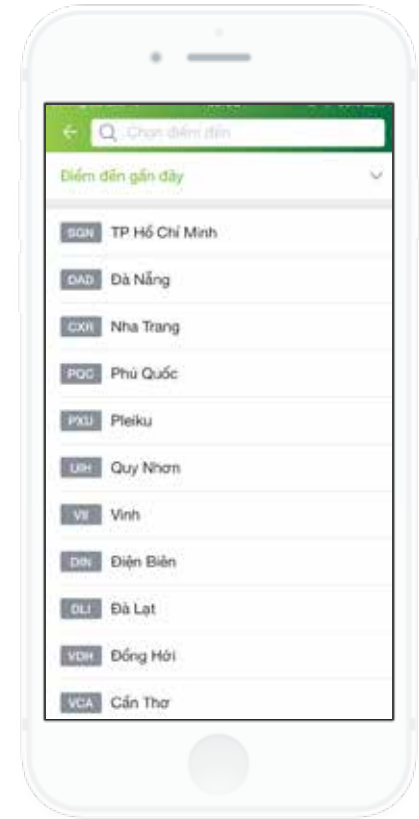 Chọn điểm đến
Điểm đến gần đây
SGN TP Hồ Chí Minh
DAD Đà Nẵng
CXR Nha Trang
PQC Phú Quốc
PXU Pleiku
UIH Quy Nhơn
VII Vinh
DIN Điện Biên
DLI Đà Lạt
VDH Đồng Hới
VCA Cần Thơ